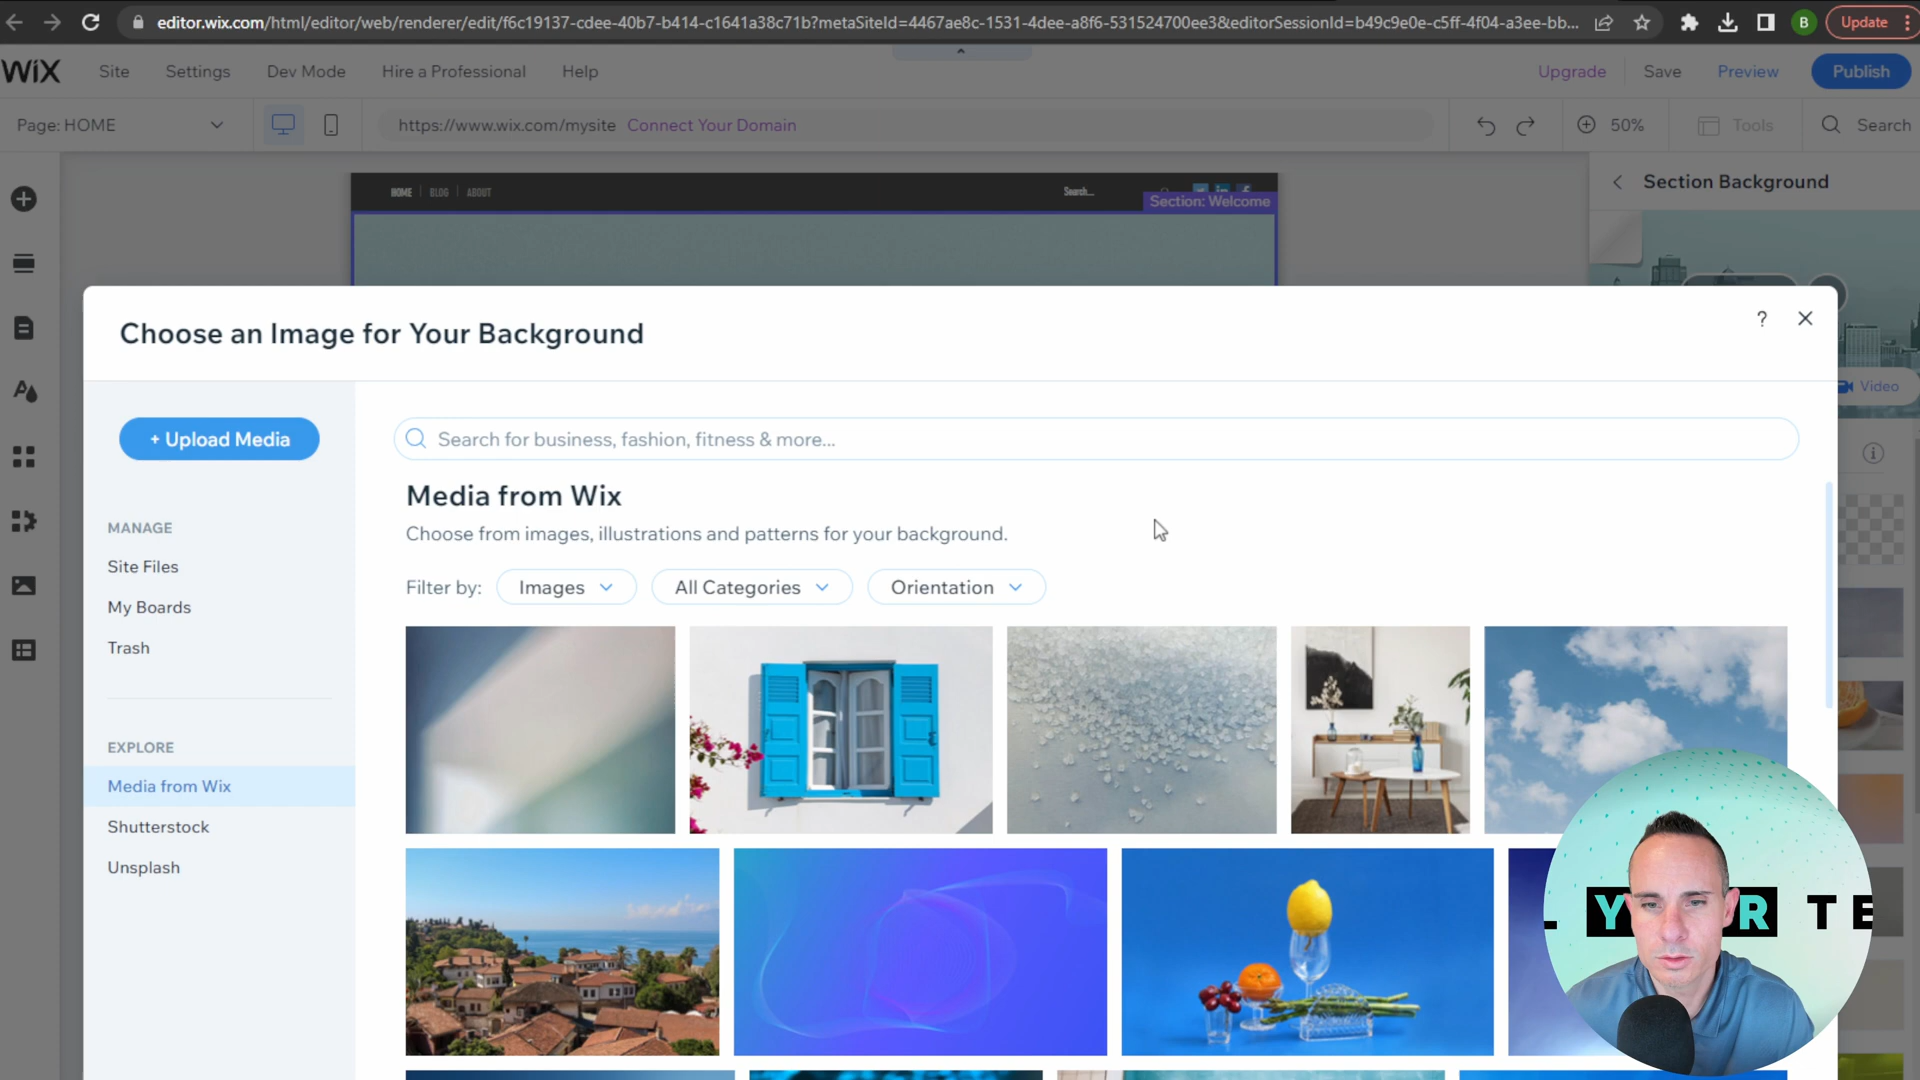 editor.wix.com/html/editor/web/renderer/edit/f6c19137-cdee-40b7-b414-c1641a38c71b?metaSiteId=4467ae8c-1531-4dee-a8f6-531524700ee3&editorSessionId=b49c9e0e-c5ff-4f04-a3ee-bb...
B
Update
WiX
Site
Settings
Dev Mode
Hire a Professional
Help
Upgrade
Save
Preview
Publish
Page: HOME
https://www.wix.com/mysite
Connect Your Domain
50%
Tools
Search
HOME
BLOG
ABOUT
Search...
Section: Welcome
Section Background
Video
Choose an Image for Your Background
?
+ Upload Media
Search for business, fashion, fitness & more...
MANAGE
Site Files
My Boards
Trash
EXPLORE
Media from Wix
Shutterstock
Unsplash
Media from Wix
Choose from images, illustrations and patterns for your background.
Filter by:
Images
All Categories
Orientation